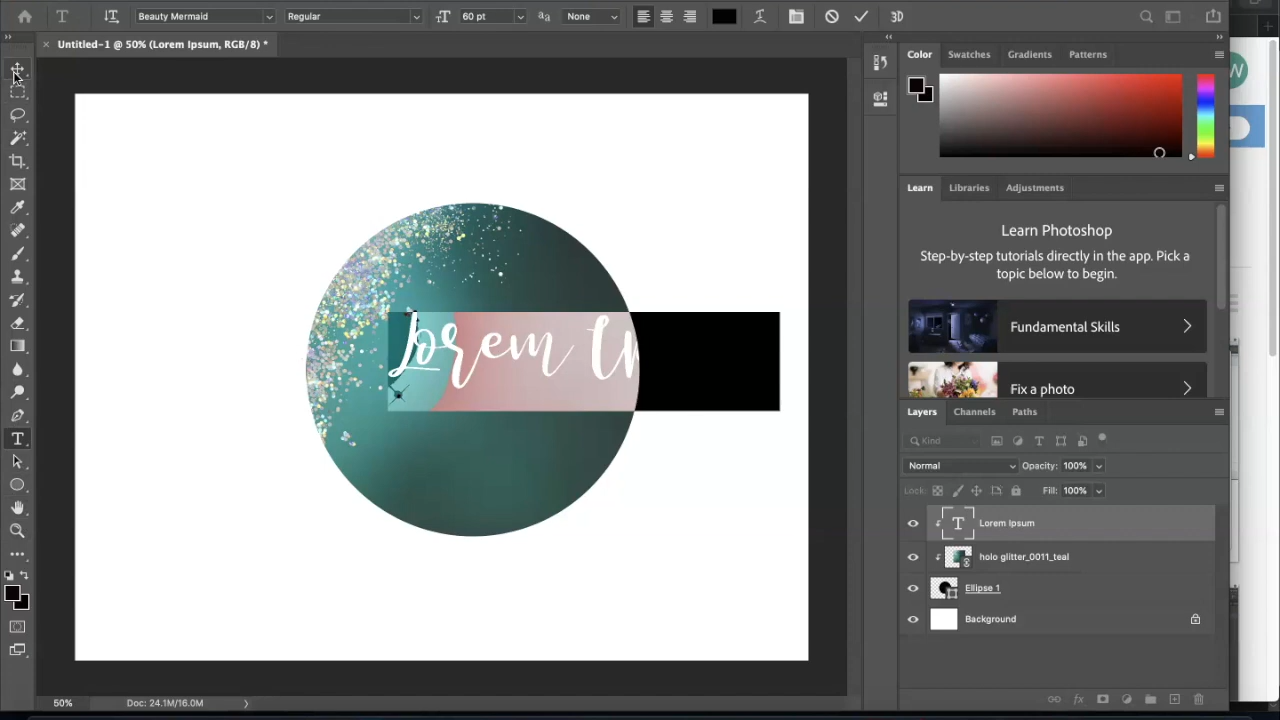 Beauty Mermaid
Regular
60 pt
None
3D
Untitled-1 @ 50% (Lorem Ipsum, RGB/8) *
Color Swatches Gradients Patterns
Learn Libraries Adjustments
Learn Photoshop
Step-by-step tutorials directly in the app. Pick a
topic below to begin.
Fundamental Skills
Fix a photo
Lorem
Layers Channels Paths
Kind
Normal Opacity: 100%
Lock: Fill: 100%
Lorem Ipsum
holo glitter_0011_teal
Ellipse 1
Background
50% Doc: 24.1M/16.0M